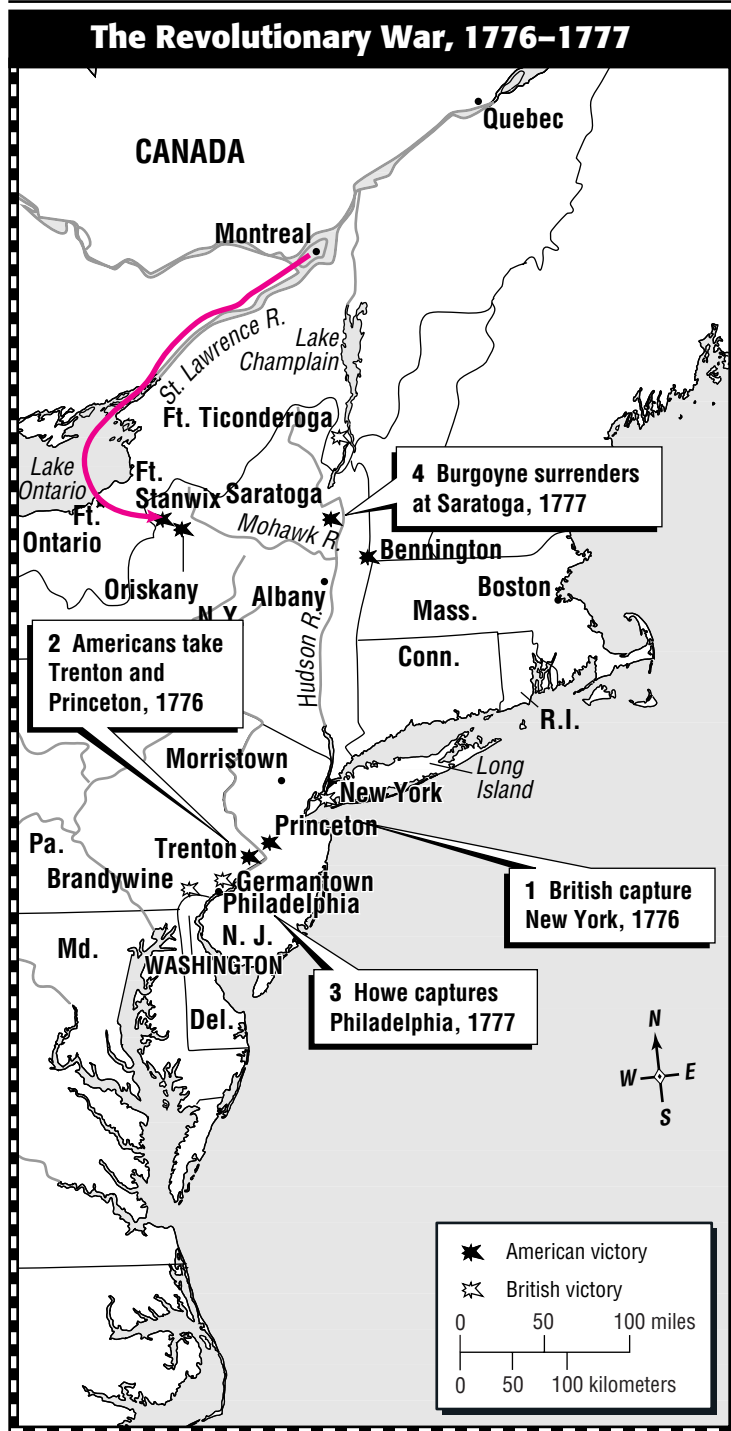 The Revolutionary War, 1776–1777
Quebec
CANADA
Montreal
St. Lawrence R.
Lake
Champlain
Ft. Ticonderoga
Lake
Ontario
Ft.
Stanwix
Saratoga
4 Burgoyne surrenders
at Saratoga, 1777
Ft.
Ontario
Mohawk R.
Bennington
Oriskany
Albany
Boston
Mass.
N.Y.
Hudson R.
2 Americans take
Trenton and
Princeton, 1776
Conn.
R.I.
Morristown
Long
Island
New York
Princeton
Pa.
Trenton
Brandywine
Germantown
Philadelphia
1 British capture
New York, 1776
N. J.
Md.
WASHINGTON
3 Howe captures
Philadelphia, 1777
Del.
N
W
E
S
American victory
British victory
0 50 100 miles
0 50 100 kilometers